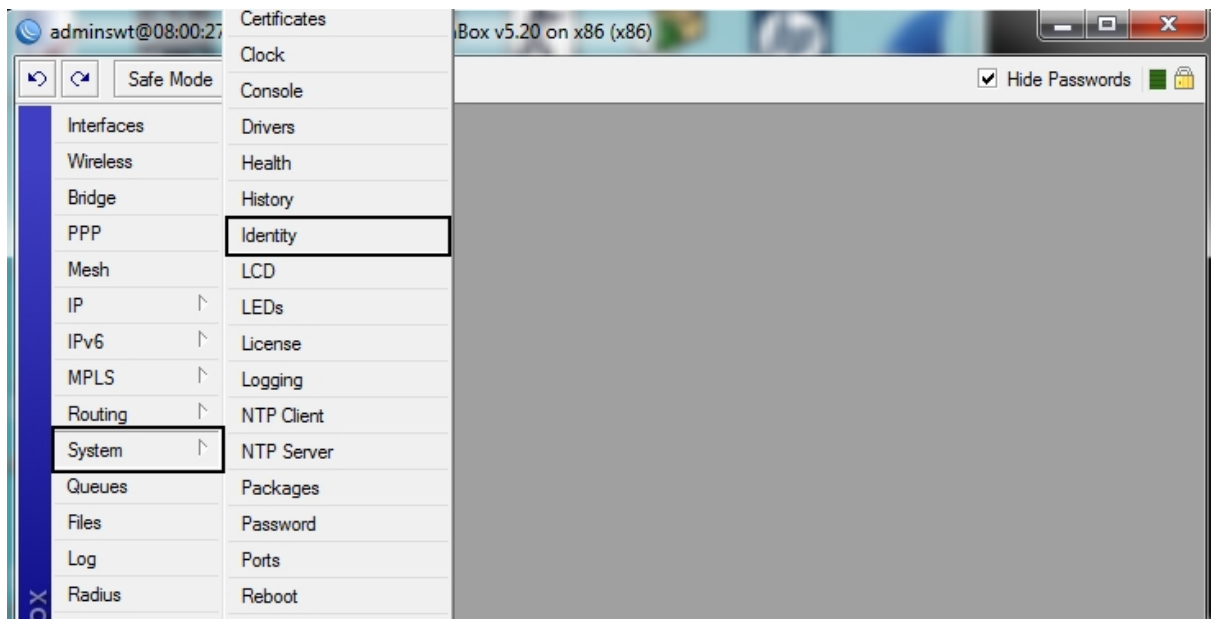 adminswt@08:00:27
Box v5.20 on x86 (x86)
Safe Mode
Hide Passwords
Interfaces
Wireless
Bridge
PPP
Mesh
IP
IPv6
MPLS
Routing
System
Queues
Files
Log
Radius
Certificates
Clock
Console
Drivers
Health
History
Identity
LCD
LEDs
License
Logging
NTP Client
NTP Server
Packages
Password
Ports
Reboot